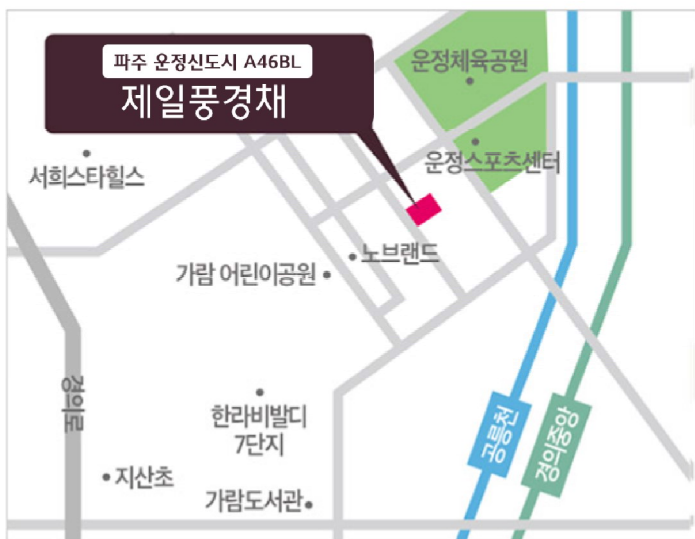 파주 운정신도시 A46BL
제일풍경채
운정체육공원
서희스타힐스
운정스포츠센터
노브랜드
가람 어린이공원
경의로
한라비발디
7단지
공릉천
경의중앙
지산초
가람도서관